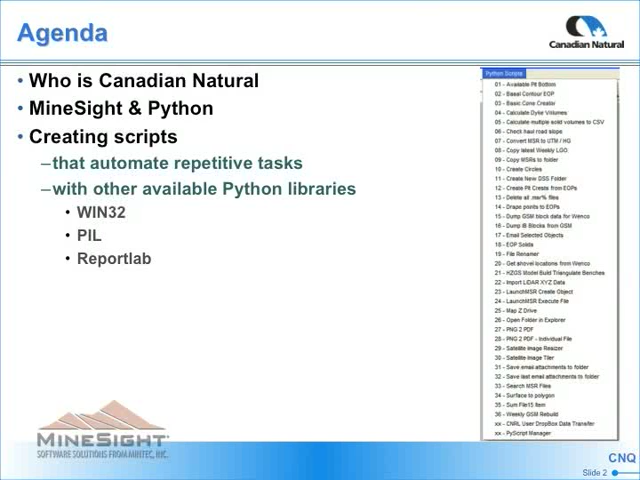 Agenda
Canadian Natural
• Who is Canadian Natural
• MineSight & Python
• Creating scripts
–that automate repetitive tasks
–with other available Python libraries
• WIN32
• PIL
• Reportlab
Python Scripts
01 - Available Pit Bottom
02 - Basal Contour EOP
03 - Basic Cone Creator
04 - Calculate Dyke Volumes
05 - Calculate multiple solid volumes to CSV
06 - Check haul road slope
07 - Convert MSR to UTM / HG
08 - Copy latest Weekly LGO
09 - Copy MSRs to folder
10 - Create Circles
11 - Create New DSS Folder
12 - Create Pit Crests from EOPs
13 - Delete all .msr% files
14 - Drape points to EOPs
15 - Dump GSM block data for Wenco
16 - Dump IB Blocks from GSM
17 - Email Selected Objects
18 - EOP Solids
19 - File Renamer
20 - Get shovel locations from Wenco
21 - HZGS Model Build Triangulate Benches
22 - Import LiDAR XYZ Data
23 - LaunchMSR Create Object
24 - LaunchMSR Execute File
25 - Map Z Drive
26 - Open Folder in Explorer
27 - PNG 2 PDF
28 - PNG 2 PDF - Individual File
29 - Satellite Image Resizer
30 - Satellite Image Tiler
31 - Save email attachments to folder
32 - Save last email attachments to folder
33 - Search MSR Files
34 - Surface to polygon
35 - Sum File15 Item
36 - Weekly GSM Rebuild
xx - CNRL User DropBox Data Transfer
xx - PyScript Manager
MINESIGHT
SOFTWARE SOLUTIONS FROM MINTEC, INC.
CNQ
Slide 2